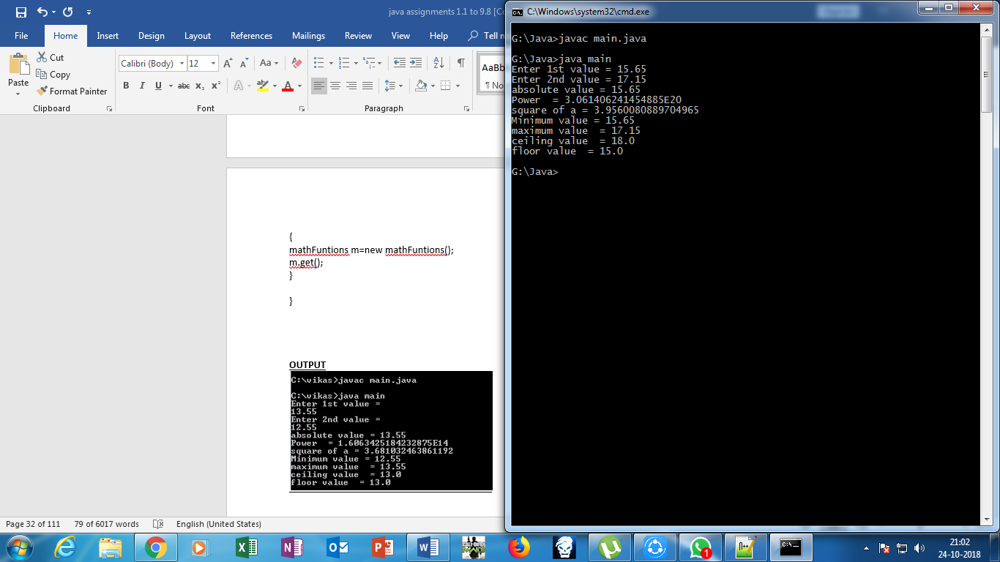 java assignments 1.1 to 9.8 [Co
File Home Insert Design Layout References Mailings Review View Help Tell m
Paste
Cut
Copy
Format Painter
Clipboard
Calibri (Body) 12
A A Aa A
B I U abc x₂ x² A ab A
Font
Paragraph
AaBb
¶ No
{
mathFuntions m=new mathFuntions();
m.get();
}
}
OUTPUT
C:\vikas>javac main.java
C:\vikas>java main
Enter 1st value =
13.55
Enter 2nd value =
12.55
absolute value = 13.55
Power  = 1.6063425184232875E14
square of a = 3.681032463861192
Minimum value = 12.55
maximum value  = 13.55
ceiling value  = 13.0
floor value  = 13.0
Page 32 of 111 79 of 6017 words English (United States)
C:\Windows\system32\cmd.exe
G:\Java>javac main.java
G:\Java>java main
Enter 1st value = 15.65
Enter 2nd value = 17.15
absolute value = 15.65
Power  = 3.061406241454885E20
square of a = 3.9560080889704965
Minimum value = 15.65
maximum value  = 17.15
ceiling value  = 18.0
floor value  = 15.0
G:\Java>
1
21:02
24-10-2018